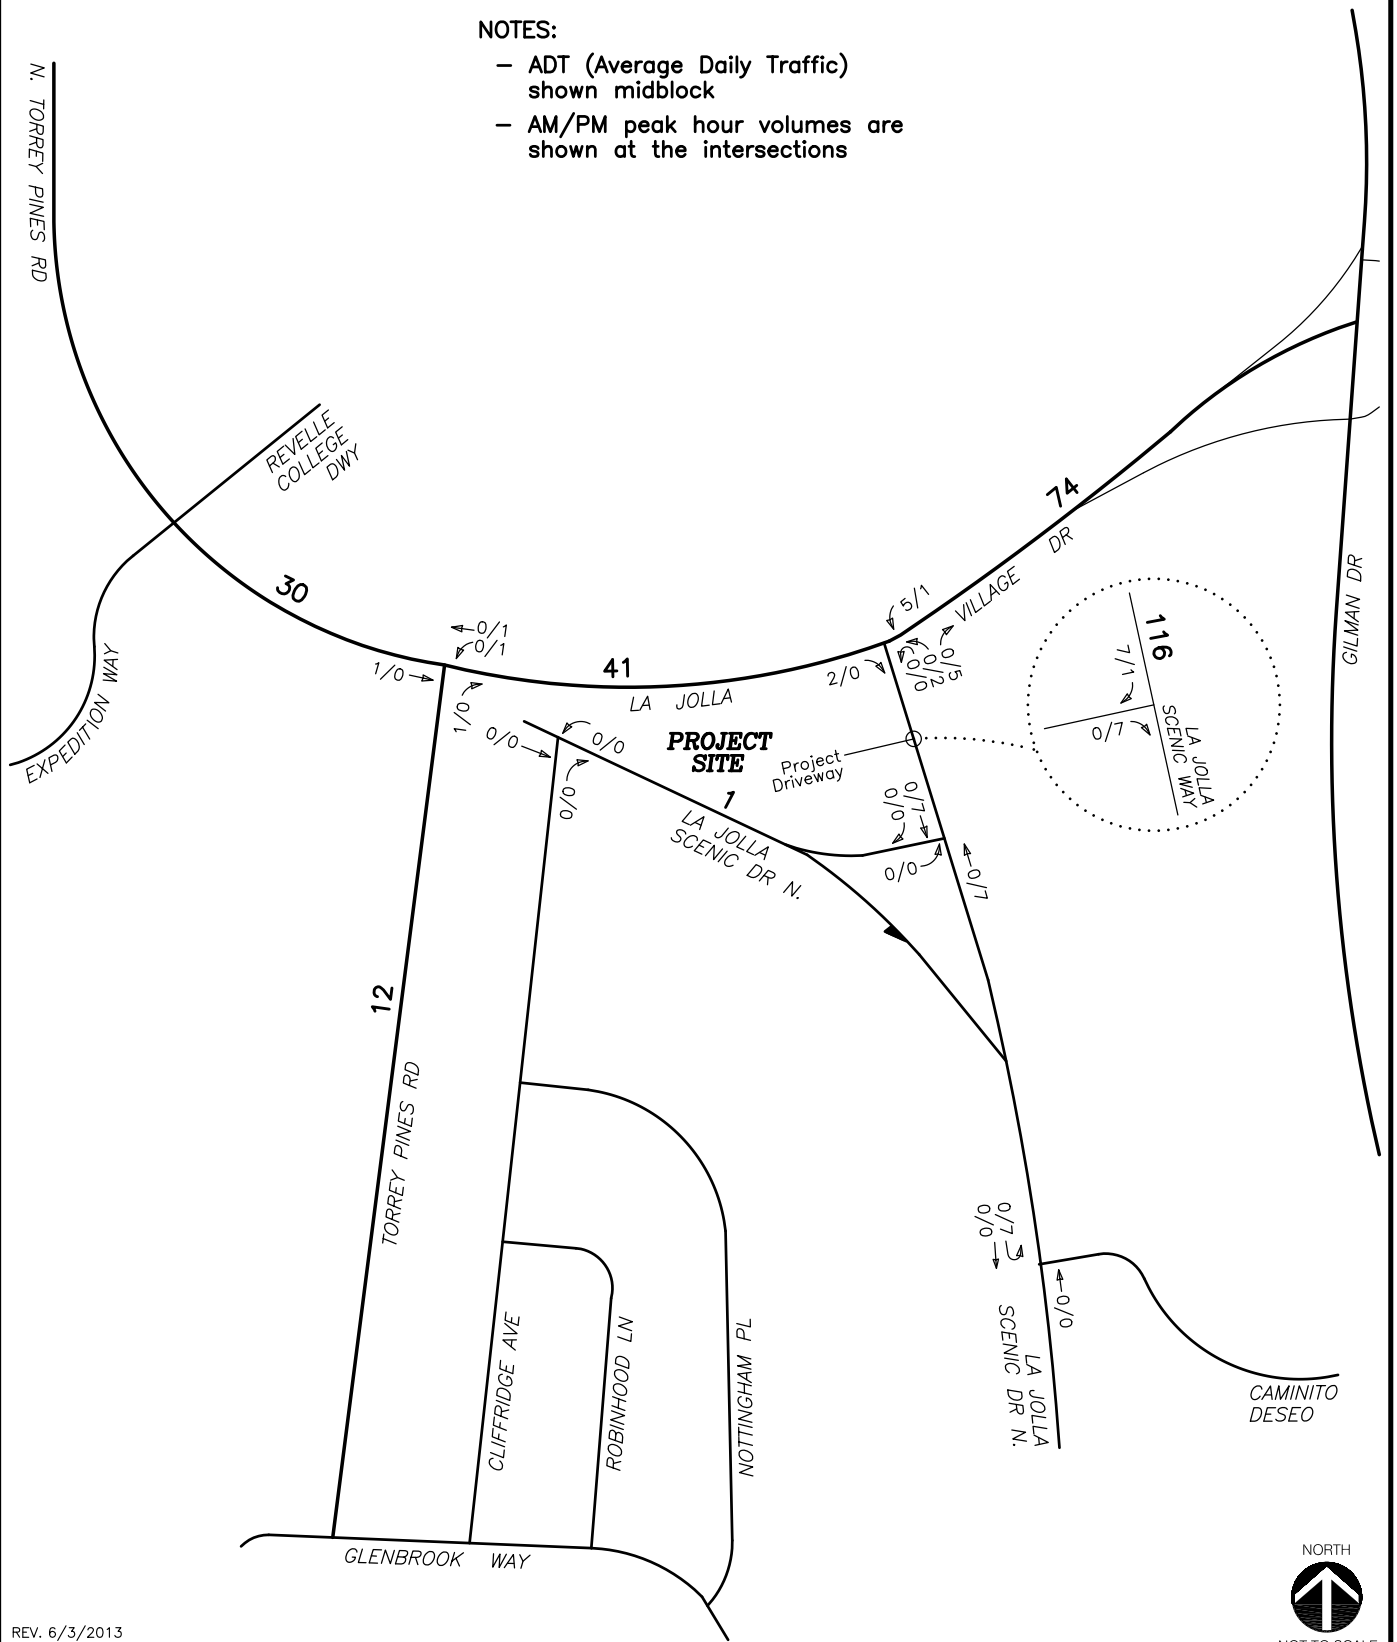 NOTES:
– ADT (Average Daily Traffic)
shown midblock
– AM/PM peak hour volumes are
shown at the intersections
N. TORREY PINES RD
REVELLE
COLLEGE
DWY
EXPEDITION WAY
30
0/1
0/1
1/0
1/0
41
LA JOLLA
VILLAGE
DR
74
5/1
2/0
0/5
0/2
0/0
GILMAN DR
116
7/1
0/7
LA JOLLA
SCENIC WAY
PROJECT
SITE
Project
Driveway
0/0
0/0
0/0
1
LA JOLLA
SCENIC DR N.
0/7
0/0
0/0
0/7
12
TORREY PINES RD
CLIFFRIDGE AVE
ROBINHOOD LN
NOTTINGHAM PL
0/7
0/0
0/0
LA JOLLA
SCENIC DR N.
CAMINITO
DESEO
GLENBROOK WAY
NORTH
NOT TO SCALE
REV. 6/3/2013